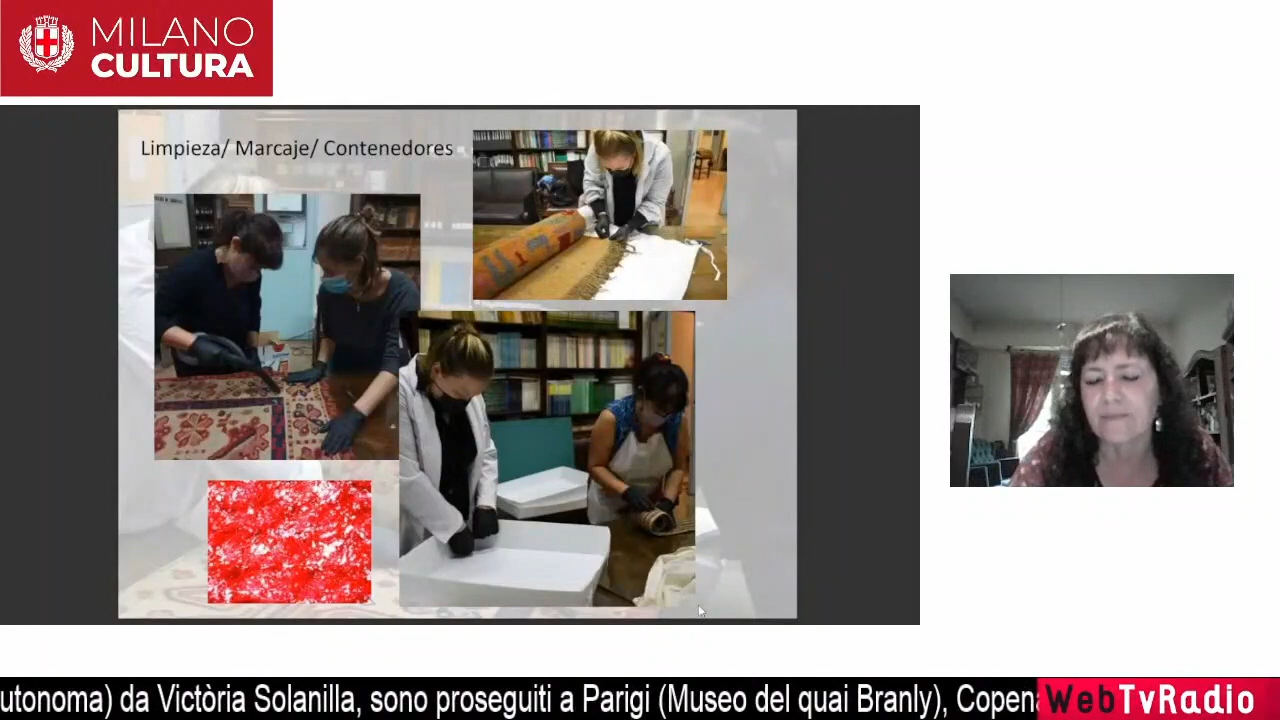 MILANO
CULTURA
Limpieza/ Marcaje/ Contenedores
utonoma) da Victòria Solanilla, sono proseguiti a Parigi (Museo del quai Branly), Copen
WebTvRadio